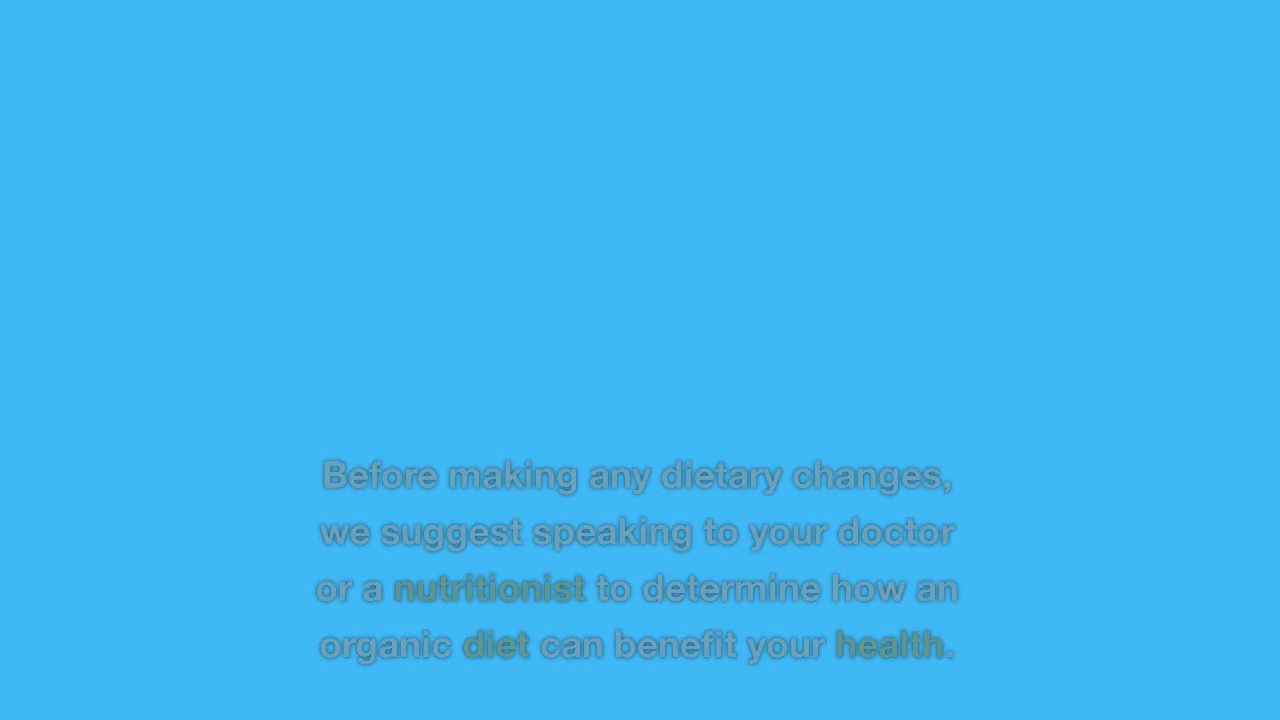 Before making any dietary changes,
we suggest speaking to your doctor
or a nutritionist to determine how an
organic diet can benefit your health.